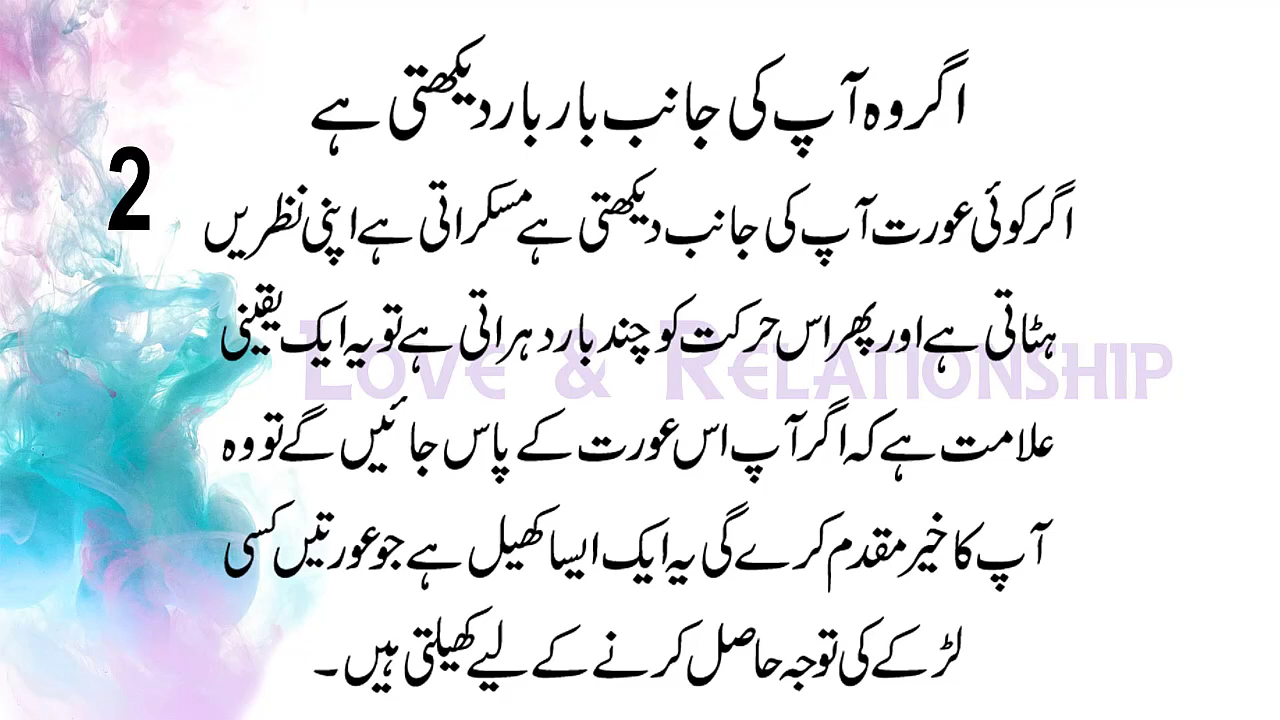 اگر وہ آپ کی جانب بار بار دیکھتی ہے
2
اگر کوئی عورت آپ کی جانب دیکھتی ہے مسکراتی ہے اپنی نظریں
ہٹاتی ہے اور پھر اس حرکت کو چند بار دہراتی ہے تو یہ ایک یقینی
LOVE & RELATIONSHIP
علامت ہے کہ اگر آپ اس عورت کے پاس جائیں گے تو وہ
آپ کا خیر مقدم کرے گی یہ ایک ایسا کھیل ہے جو عورتیں کسی
لڑکے کی توجہ حاصل کرنے کے لیے کھیلتی ہیں۔